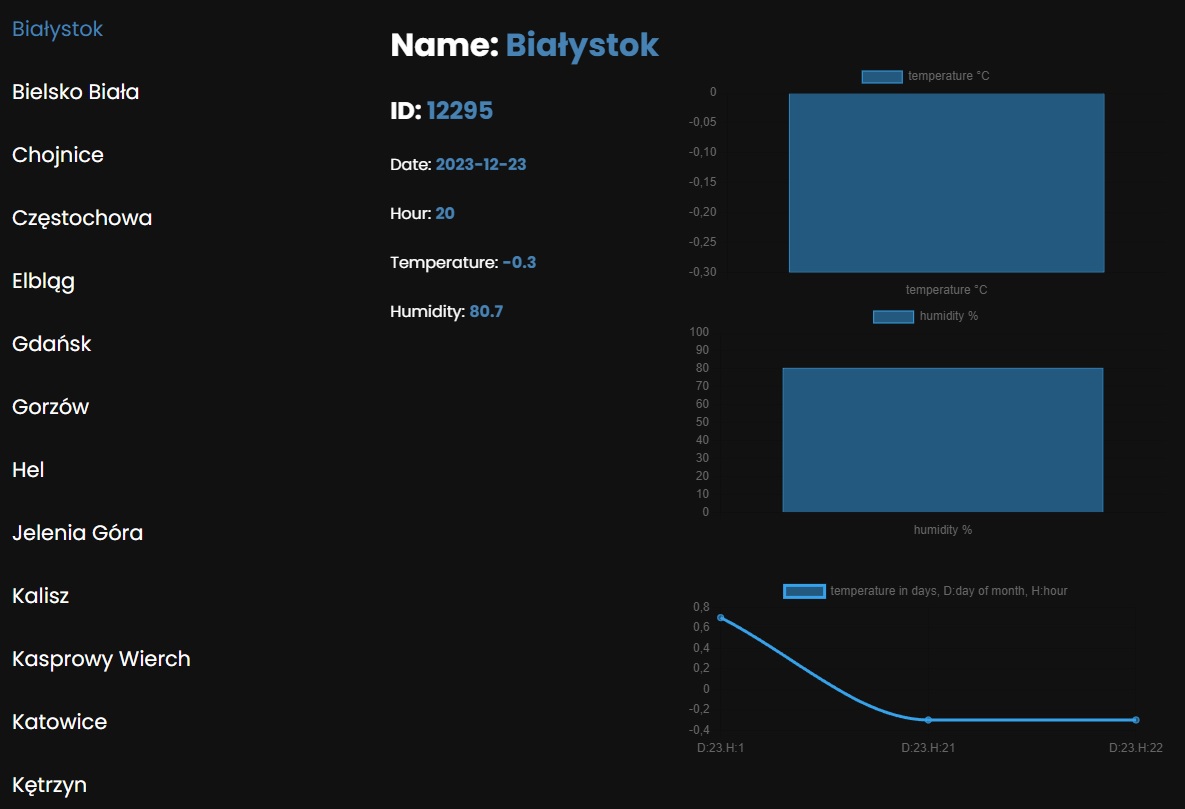 Białystok
Bielsko Biała
Chojnice
Częstochowa
Elbląg
Gdańsk
Gorzów
Hel
Jelenia Góra
Kalisz
Kasprowy Wierch
Katowice
Kętrzyn
Name: Białystok
ID: 12295
Date: 2023-12-23
Hour: 20
Temperature: -0.3
Humidity: 80.7
temperature °C
0
-0,05
-0,10
-0,15
-0,20
-0,25
-0,30
temperature °C
humidity %
100
90
80
70
60
50
40
30
20
10
0
humidity %
temperature in days, D:day of month, H:hour
0,8
0,6
0,4
0,2
0
-0,2
-0,4
D:23.H:1 D:23.H:21 D:23.H:22